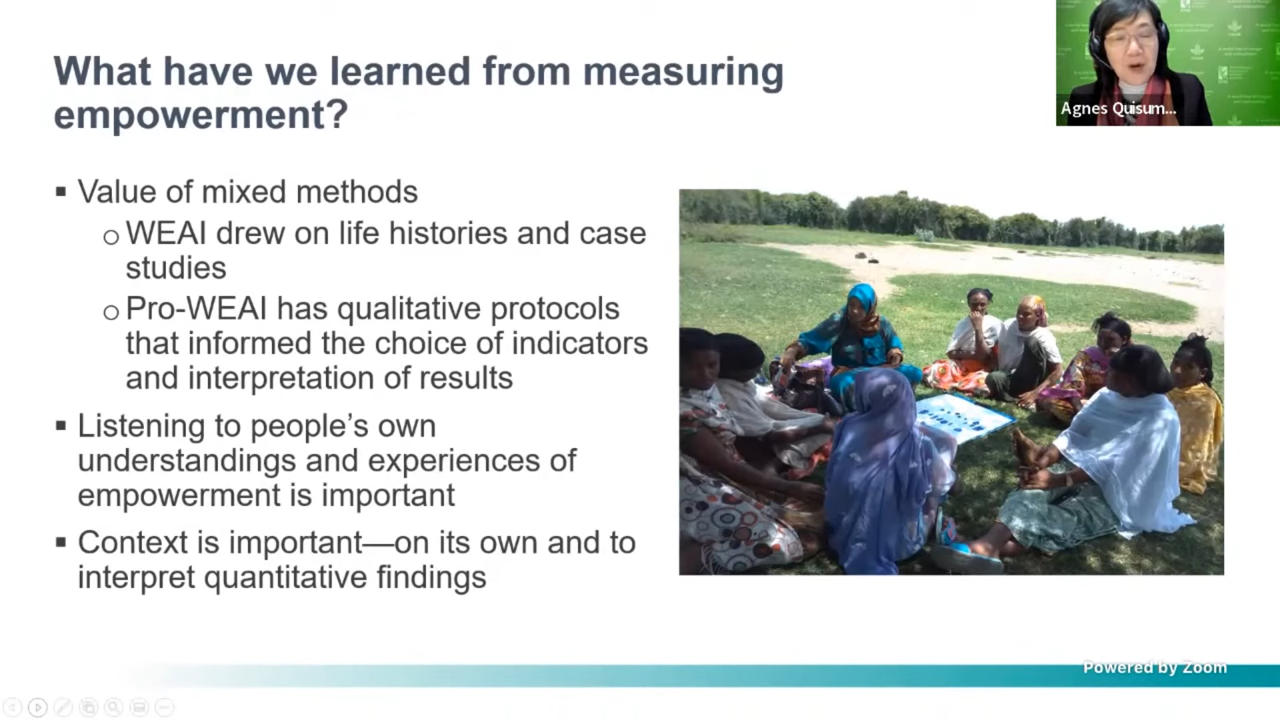 What have we learned from measuring
empowerment?
▪ Value of mixed methods
o WEAI drew on life histories and case
studies
o Pro-WEAI has qualitative protocols
that informed the choice of indicators
and interpretation of results
▪ Listening to people’s own
understandings and experiences of
empowerment is important
▪ Context is important—on its own and to
interpret quantitative findings
Agnes Quisum...
Powered by Zoom